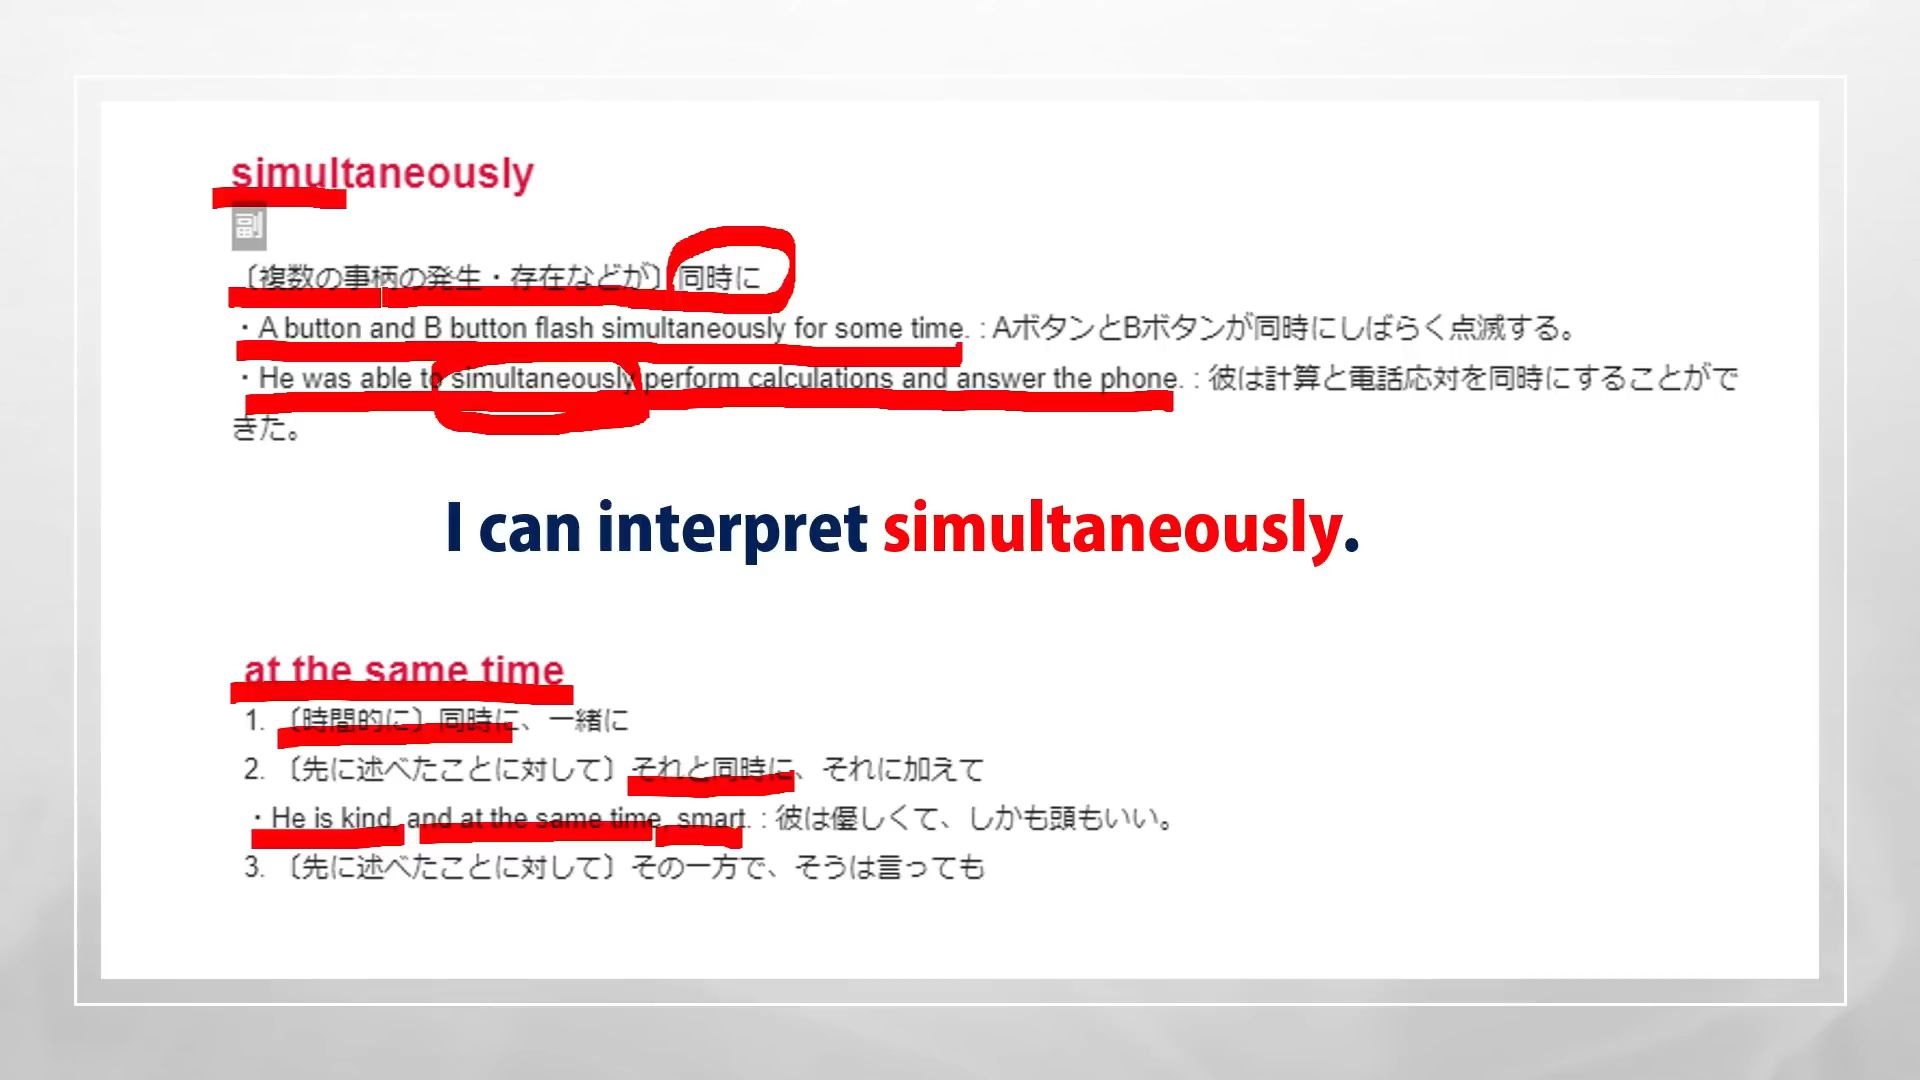 simultaneously
副
〔複数の事柄の発生・存在などが〕同時に
・A button and B button flash simultaneously for some time. : AボタンとBボタンが同時にしばらく点滅する。
・He was able to simultaneously perform calculations and answer the phone. : 彼は計算と電話応対を同時にすることがで
きた。
I can interpret simultaneously.
at the same time
1. 〔時間的に〕同時に、一緒に
2. 〔先に述べたことに対して〕それと同時に、それに加えて
・He is kind, and at the same time, smart. : 彼は優しくて、しかも頭もいい。
3. 〔先に述べたことに対して〕その一方で、そうは言っても